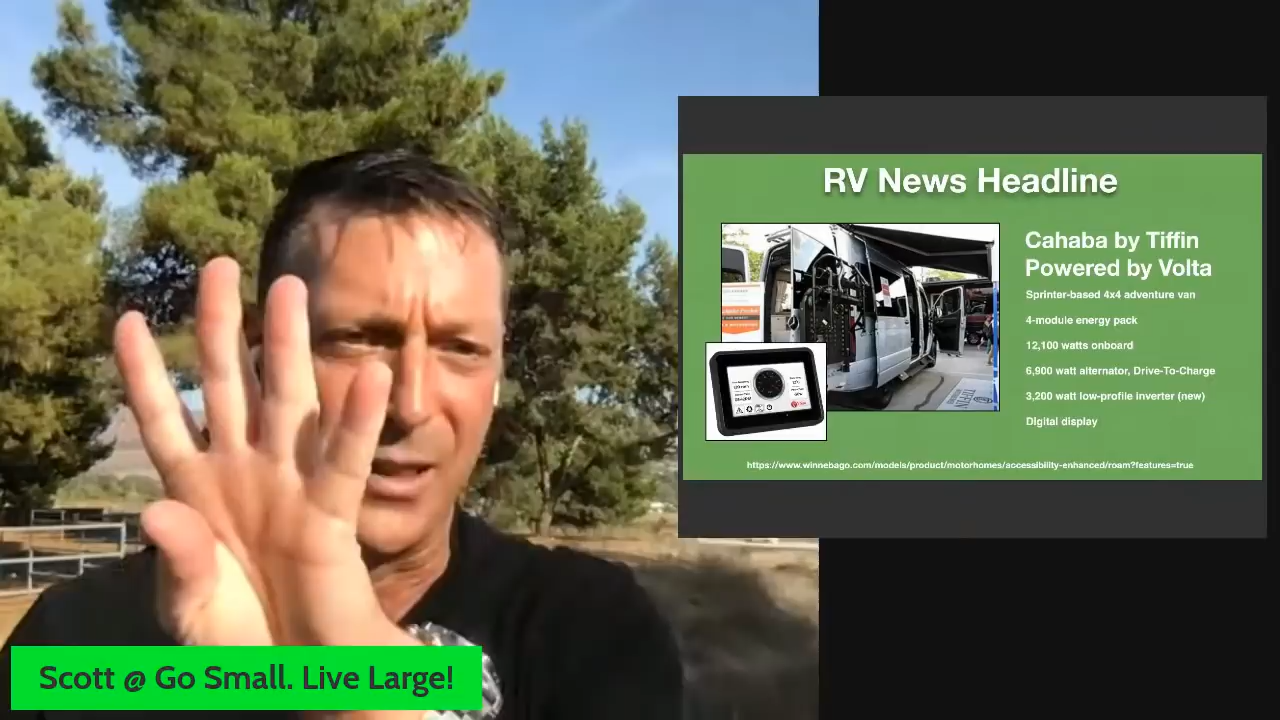 RV News Headline
Cahaba by Tiffin
Powered by Volta
Sprinter-based 4x4 adventure van
4-module energy pack
12,100 watts onboard
6,900 watt alternator, Drive-To-Charge
3,200 watt low-profile inverter (new)
Digital display
TIFFIN
https://www.winnebago.com/models/product/motorhomes/accessibility-enhanced/roam?features=true
Scott @ Go Small. Live Large!